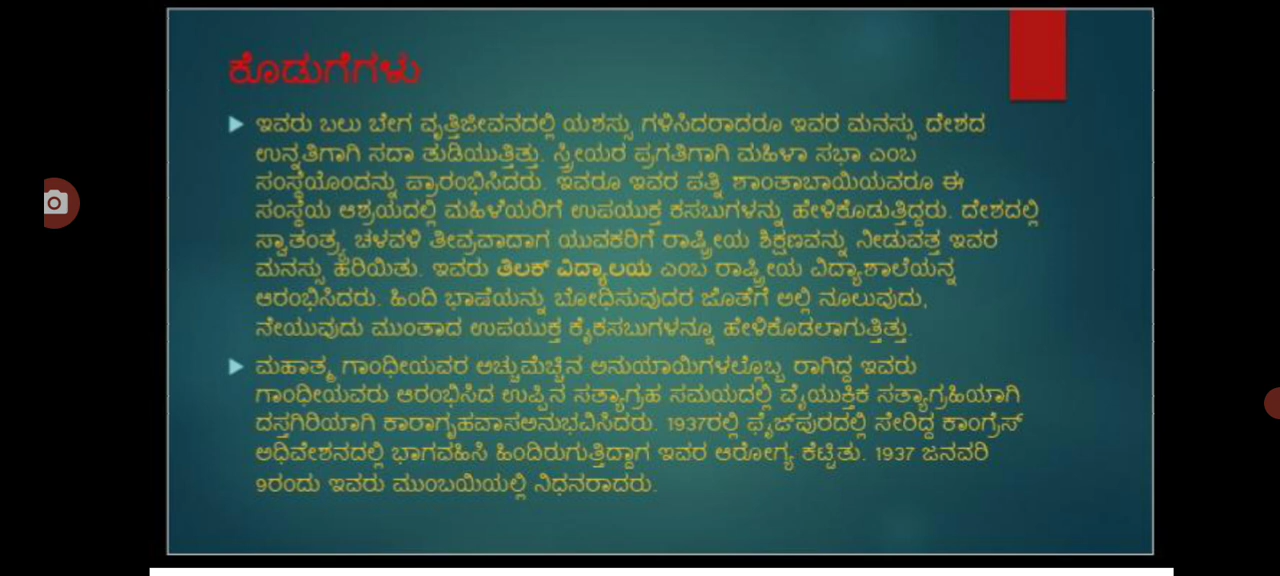 ಕೊಡುಗೆಗಳು
ಇವರು ಬಲು ಬೇಗ ವೃತ್ತಿಜೀವನದಲ್ಲಿ ಯಶಸ್ಸು ಗಳಿಸಿದರಾದರೂ ಇವರ ಮನಸ್ಸು ದೇಶದ
ಉನ್ನತಿಗಾಗಿ ಸದಾ ತುಡಿಯುತ್ತಿತ್ತು. ಸ್ತ್ರೀಯರ ಪ್ರಗತಿಗಾಗಿ ಮಹಿಳಾ ಸಭಾ ಎಂಬ
ಸಂಸ್ಥೆಯೊಂದನ್ನು ಪ್ರಾರಂಭಿಸಿದರು. ಇವರೂ ಇವರ ಪತ್ನಿ ಶಾಂತಾಬಾಯಿಯವರೂ ಈ
ಸಂಸ್ಥೆಯ ಆಶ್ರಯದಲ್ಲಿ ಮಹಿಳೆಯರಿಗೆ ಉಪಯುಕ್ತ ಕಸಬುಗಳನ್ನು ಹೇಳಿಕೊಡುತ್ತಿದ್ದರು. ದೇಶದಲ್ಲಿ
ಸ್ವಾತಂತ್ರ್ಯ ಚಳವಳಿ ತೀವ್ರವಾದಾಗ ಯುವಕರಿಗೆ ರಾಷ್ಟ್ರೀಯ ಶಿಕ್ಷಣವನ್ನು ನೀಡುವತ್ತ ಇವರ
ಮನಸ್ಸು ಹರಿಯಿತು. ಇವರು ತಿಲಕ್ ವಿದ್ಯಾಲಯ ಎಂಬ ರಾಷ್ಟ್ರೀಯ ವಿದ್ಯಾಶಾಲೆಯನ್ನ
ಆರಂಭಿಸಿದರು. ಹಿಂದಿ ಭಾಷೆಯನ್ನು ಬೋಧಿಸುವುದರ ಜೊತೆಗೆ ಅಲ್ಲಿ ನೂಲುವುದು,
ನೇಯುವುದು ಮುಂತಾದ ಉಪಯುಕ್ತ ಕೈಕಸಬುಗಳನ್ನೂ ಹೇಳಿಕೊಡಲಾಗುತ್ತಿತ್ತು.
ಮಹಾತ್ಮ ಗಾಂಧೀಯವರ ಅಚ್ಚುಮೆಚ್ಚಿನ ಅನುಯಾಯಿಗಳಲ್ಲೊಬ್ಬ ರಾಗಿದ್ದ ಇವರು
ಗಾಂಧೀಯವರು ಆರಂಭಿಸಿದ ಉಪ್ಪಿನ ಸತ್ಯಾಗ್ರಹ ಸಮಯದಲ್ಲಿ ವೈಯುಕ್ತಿಕ ಸತ್ಯಾಗ್ರಹಿಯಾಗಿ
ದಸ್ತಗಿರಿಯಾಗಿ ಕಾರಾಗೃಹವಾಸಅನುಭವಿಸಿದರು. 1937ರಲ್ಲಿ ಫೈಜ್‌ಪುರದಲ್ಲಿ ಸೇರಿದ್ದ ಕಾಂಗ್ರೆಸ್
ಅಧಿವೇಶನದಲ್ಲಿ ಭಾಗವಹಿಸಿ ಹಿಂದಿರುಗುತ್ತಿದ್ದಾಗ ಇವರ ಆರೋಗ್ಯ ಕೆಟ್ಟಿತು. 1937 ಜನವರಿ
9ರಂದು ಇವರು ಮುಂಬಯಿಯಲ್ಲಿ ನಿಧನರಾದರು.